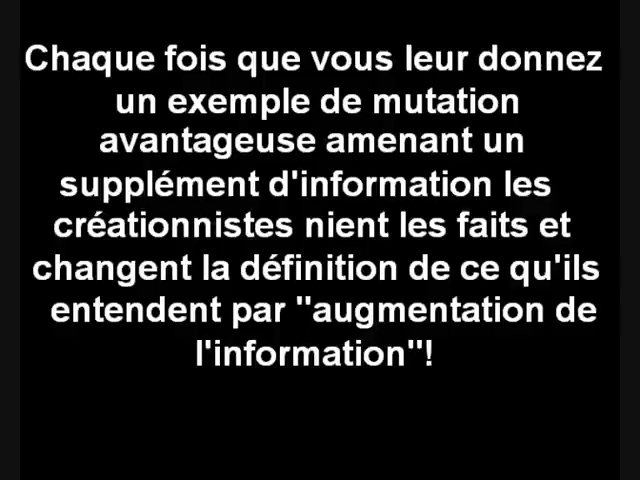 Chaque fois que vous leur donnez
un exemple de mutation
avantageuse amenant un
supplément d'information les
créationnistes nient les faits et
changent la définition de ce qu'ils
entendent par "augmentation de
l'information"!